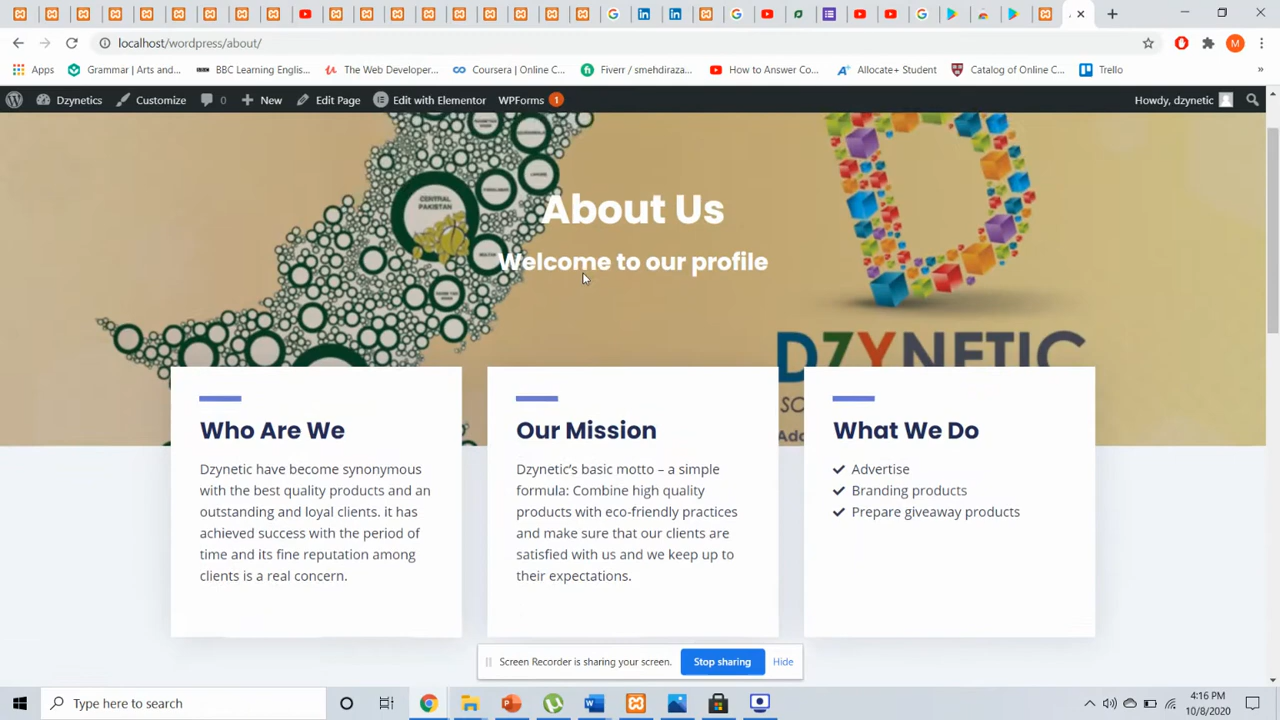 localhost/wordpress/about/
M
Apps
Grammar | Arts and...
BBC Learning Englis...
The Web Developer...
Coursera | Online C...
Fiverr / smehdiraza...
How to Answer Co...
Allocate+ Student
Catalog of Online C...
Trello
»
Dzynetics
Customize
0
New
Edit Page
Edit with Elementor
WPForms 1
Howdy, dzynetic
CENTRAL PAKISTAN
About Us
Welcome to our profile
DZYNETIC
Who Are We
Dzynetic have become synonymous
with the best quality products and an
outstanding and loyal clients. it has
achieved success with the period of
time and its fine reputation among
clients is a real concern.
Our Mission
Dzynetic's basic motto – a simple
formula: Combine high quality
products with eco-friendly practices
and make sure that our clients are
satisfied with us and we keep up to
their expectations.
What We Do
Advertise
Branding products
Prepare giveaway products
Screen Recorder is sharing your screen.
Stop sharing
Hide
Type here to search
4:16 PM
10/8/2020